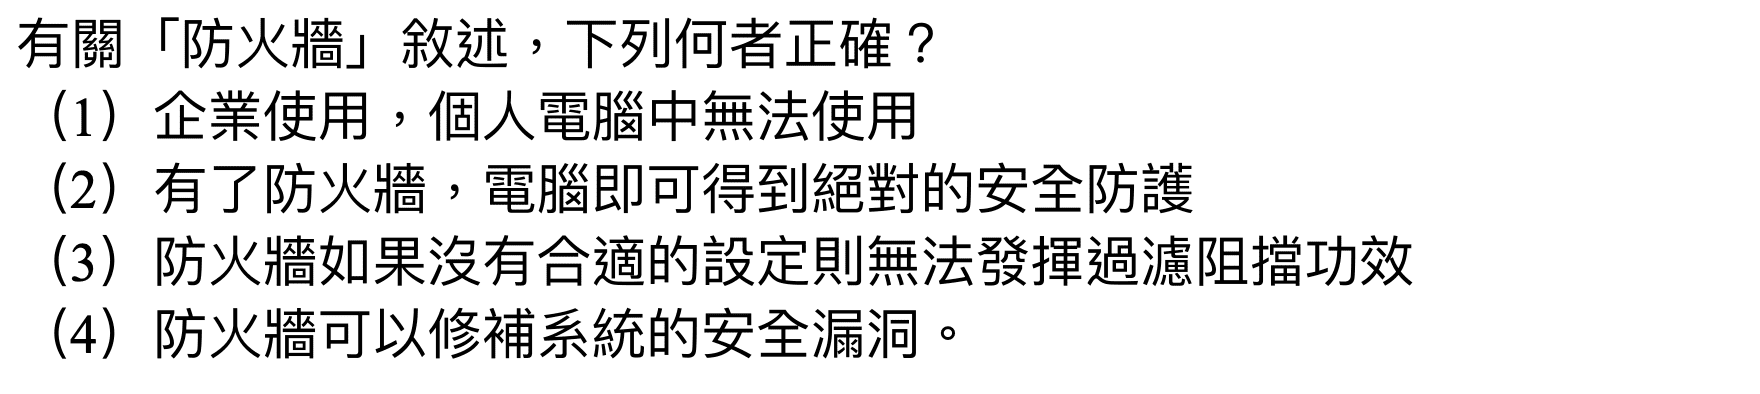 有關「防火牆」敘述，下列何者正確？
（1）企業使用，個人電腦中無法使用
（2）有了防火牆，電腦即可得到絕對的安全防護
（3）防火牆如果沒有合適的設定則無法發揮過濾阻擋功效
（4）防火牆可以修補系統的安全漏洞。